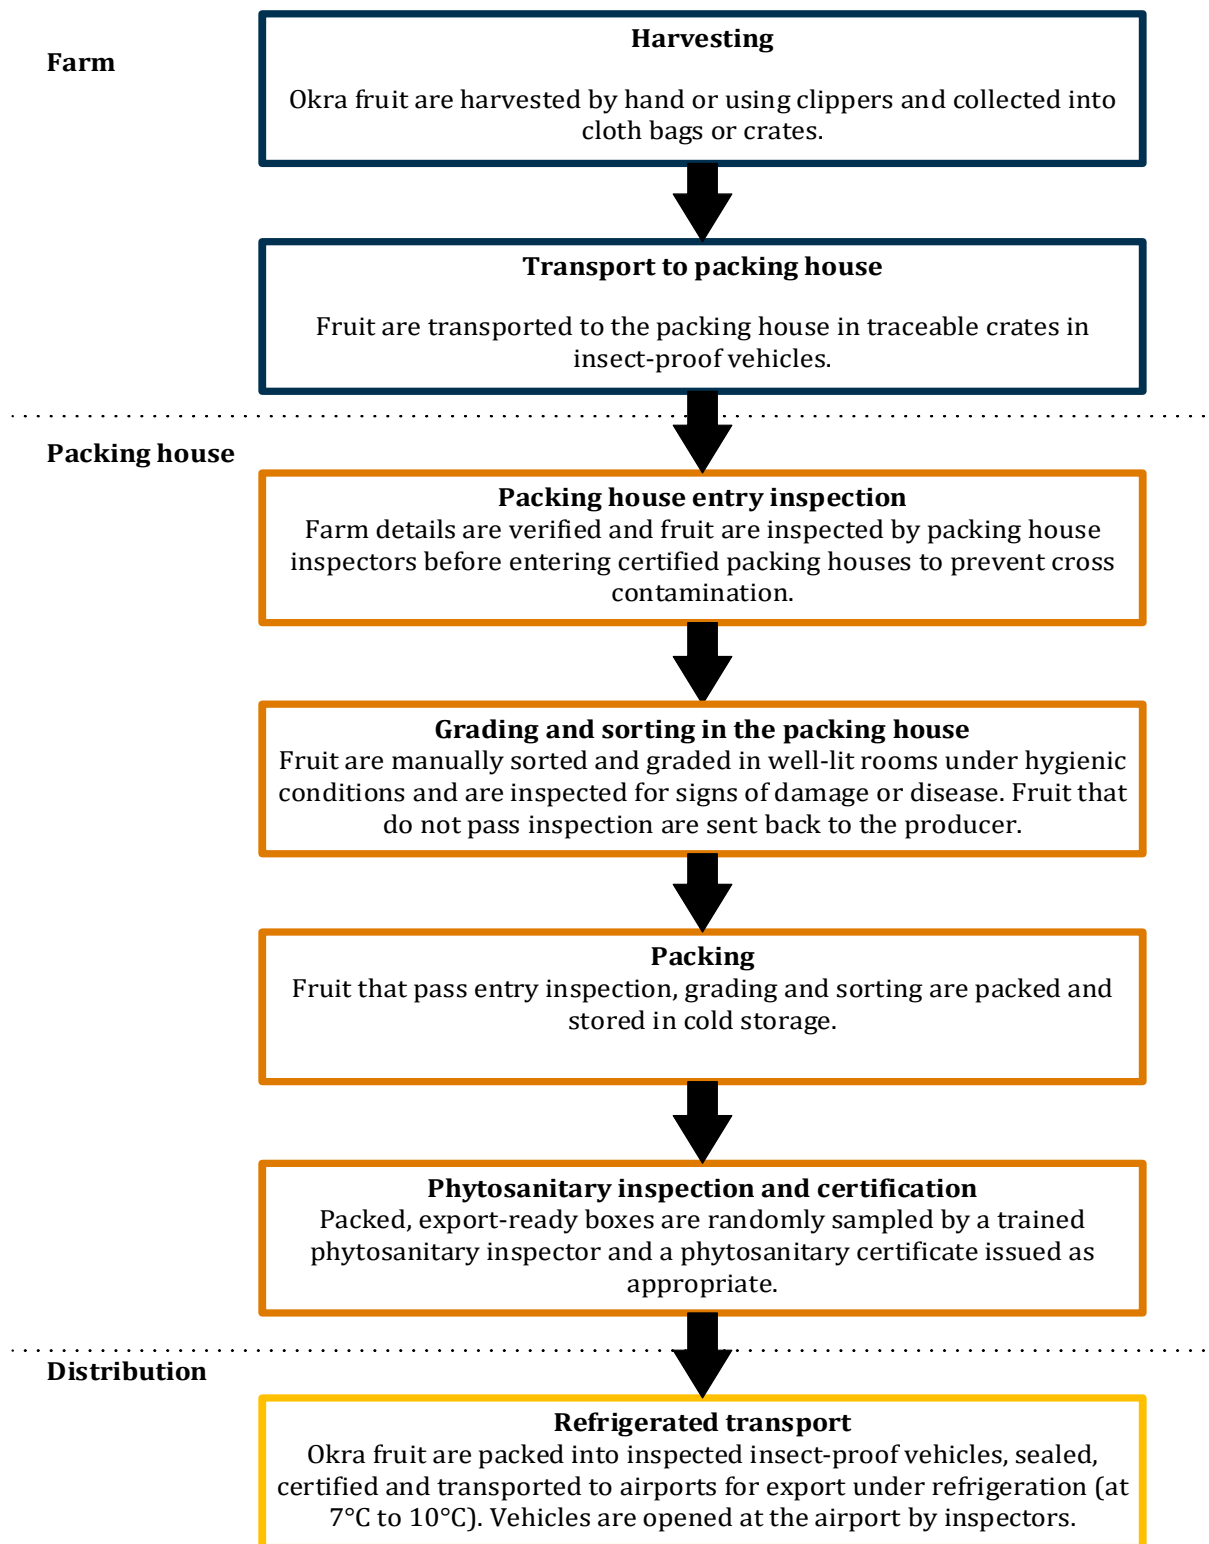 Farm
Harvesting
Okra fruit are harvested by hand or using clippers and collected into
cloth bags or crates.
Transport to packing house
Fruit are transported to the packing house in traceable crates in
insect-proof vehicles.
Packing house
Packing house entry inspection
Farm details are verified and fruit are inspected by packing house
inspectors before entering certified packing houses to prevent cross
contamination.
Grading and sorting in the packing house
Fruit are manually sorted and graded in well-lit rooms under hygienic
conditions and are inspected for signs of damage or disease. Fruit that
do not pass inspection are sent back to the producer.
Packing
Fruit that pass entry inspection, grading and sorting are packed and
stored in cold storage.
Phytosanitary inspection and certification
Packed, export-ready boxes are randomly sampled by a trained
phytosanitary inspector and a phytosanitary certificate issued as
appropriate.
Distribution
Refrigerated transport
Okra fruit are packed into inspected insect-proof vehicles, sealed,
certified and transported to airports for export under refrigeration (at
7°C to 10°C). Vehicles are opened at the airport by inspectors.